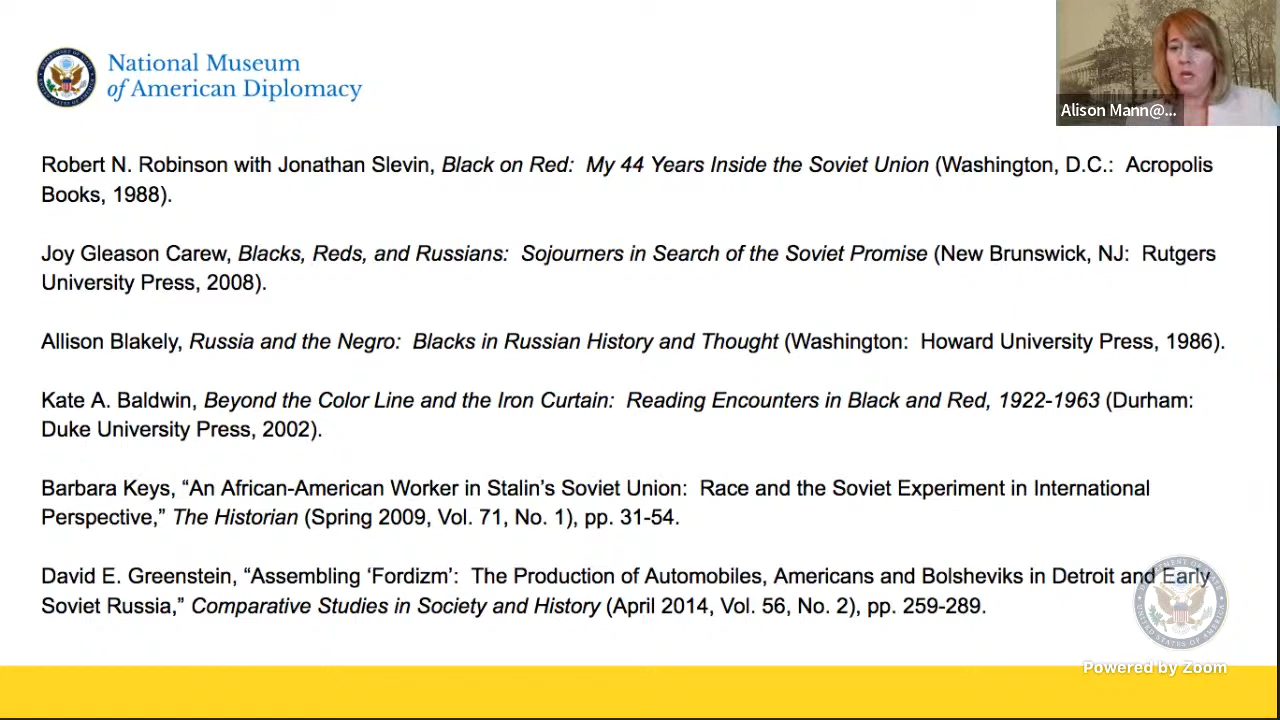 National Museum
of American Diplomacy
Alison Mann@...
Robert N. Robinson with Jonathan Slevin, Black on Red:  My 44 Years Inside the Soviet Union (Washington, D.C.:  Acropolis
Books, 1988).
Joy Gleason Carew, Blacks, Reds, and Russians:  Sojourners in Search of the Soviet Promise (New Brunswick, NJ:  Rutgers
University Press, 2008).
Allison Blakely, Russia and the Negro:  Blacks in Russian History and Thought (Washington:  Howard University Press, 1986).
Kate A. Baldwin, Beyond the Color Line and the Iron Curtain:  Reading Encounters in Black and Red, 1922-1963 (Durham:
Duke University Press, 2002).
Barbara Keys, “An African-American Worker in Stalin’s Soviet Union:  Race and the Soviet Experiment in International
Perspective,” The Historian (Spring 2009, Vol. 71, No. 1), pp. 31-54.
David E. Greenstein, “Assembling ‘Fordizm’:  The Production of Automobiles, Americans and Bolsheviks in Detroit and Early
Soviet Russia,” Comparative Studies in Society and History (April 2014, Vol. 56, No. 2), pp. 259-289.
DEPARTMENT OF STATE
UNITED STATES OF AMERICA
Powered by Zoom